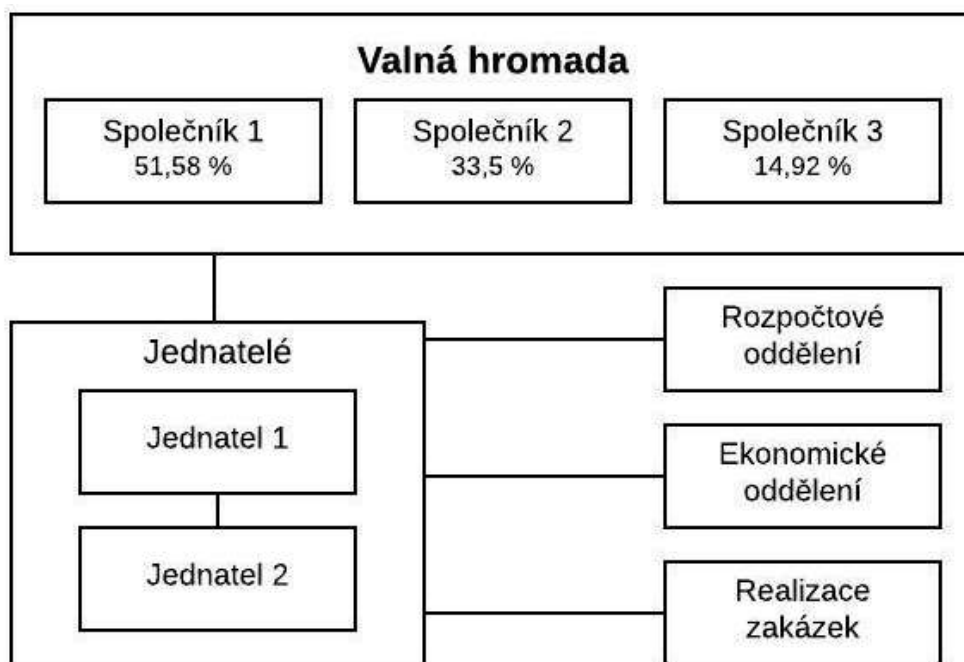 Valná hromada
Společník 1
51,58 %
Společník 2
33,5 %
Společník 3
14,92 %
Jednatelé
Jednatel 1
Jednatel 2
Rozpočtové
oddělení
Ekonomické
oddělení
Realizace
zakázek